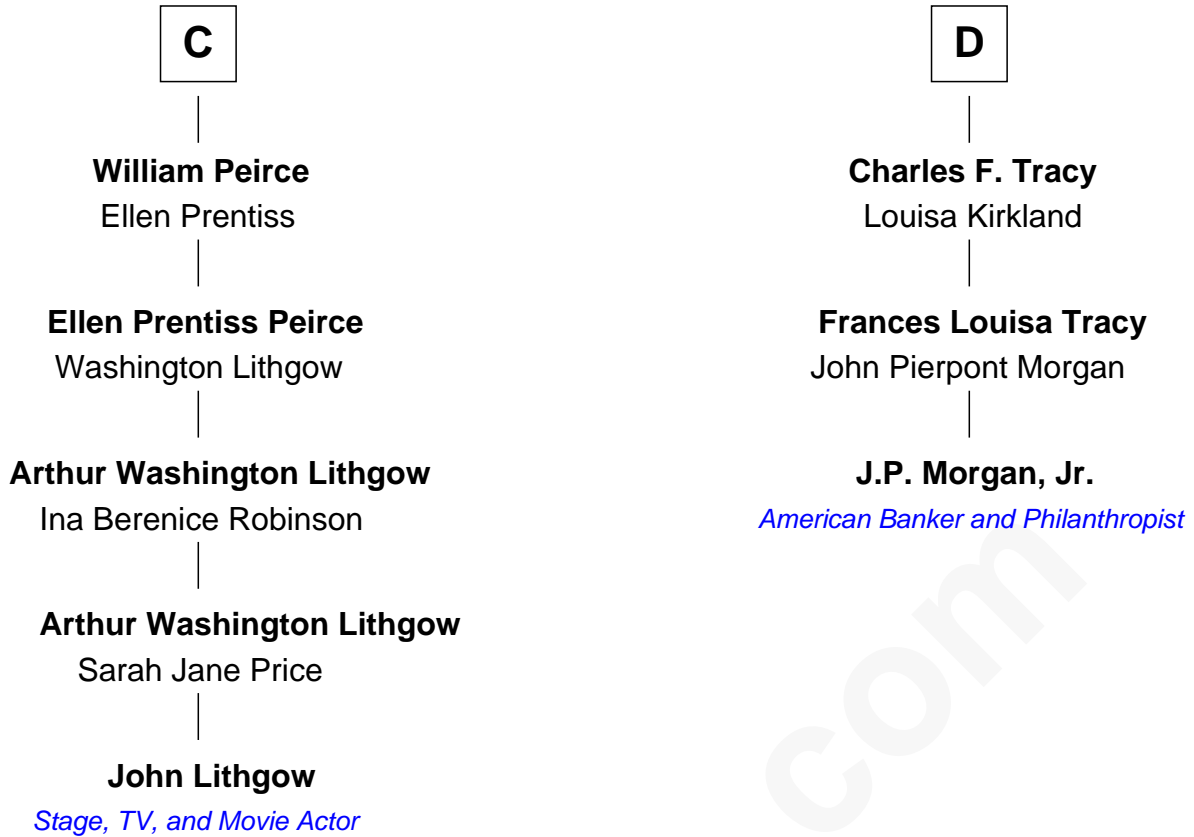 C
William Peirce
Ellen Prentiss
Ellen Prentiss Peirce
Washington Lithgow
Arthur Washington Lithgow
Ina Berenice Robinson
Arthur Washington Lithgow
Sarah Jane Price
John Lithgow
Stage, TV, and Movie Actor
D
Charles F. Tracy
Louisa Kirkland
Frances Louisa Tracy
John Pierpont Morgan
J.P. Morgan, Jr.
American Banker and Philanthropist
com